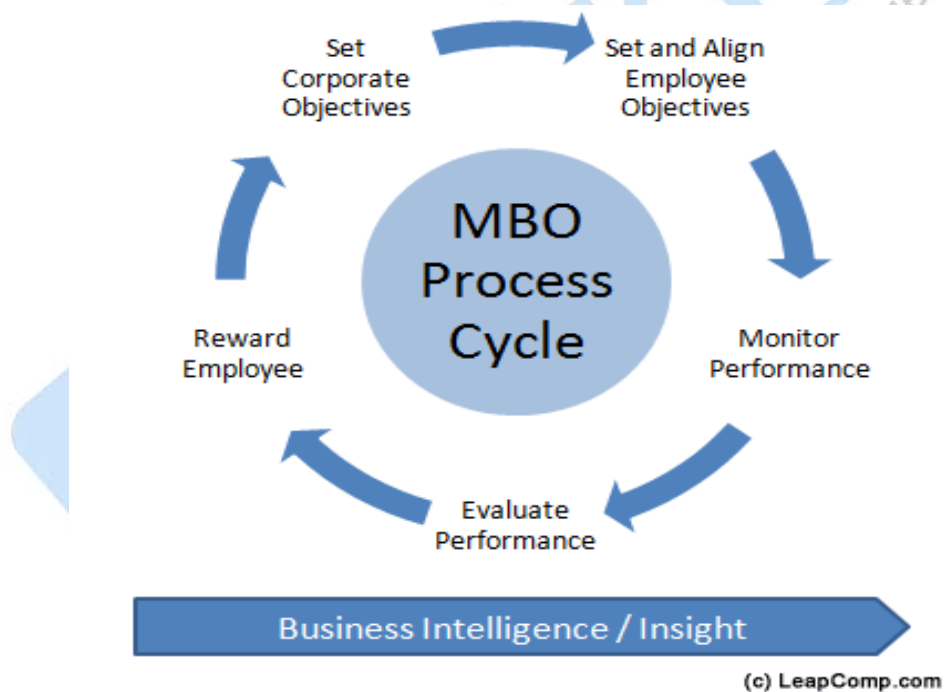 Set
Corporate
Objectives
Set and Align
Employee
Objectives
MBO
Process
Cycle
Reward
Employee
Monitor
Performance
Evaluate
Performance
Business Intelligence / Insight
(c) LeapComp.com